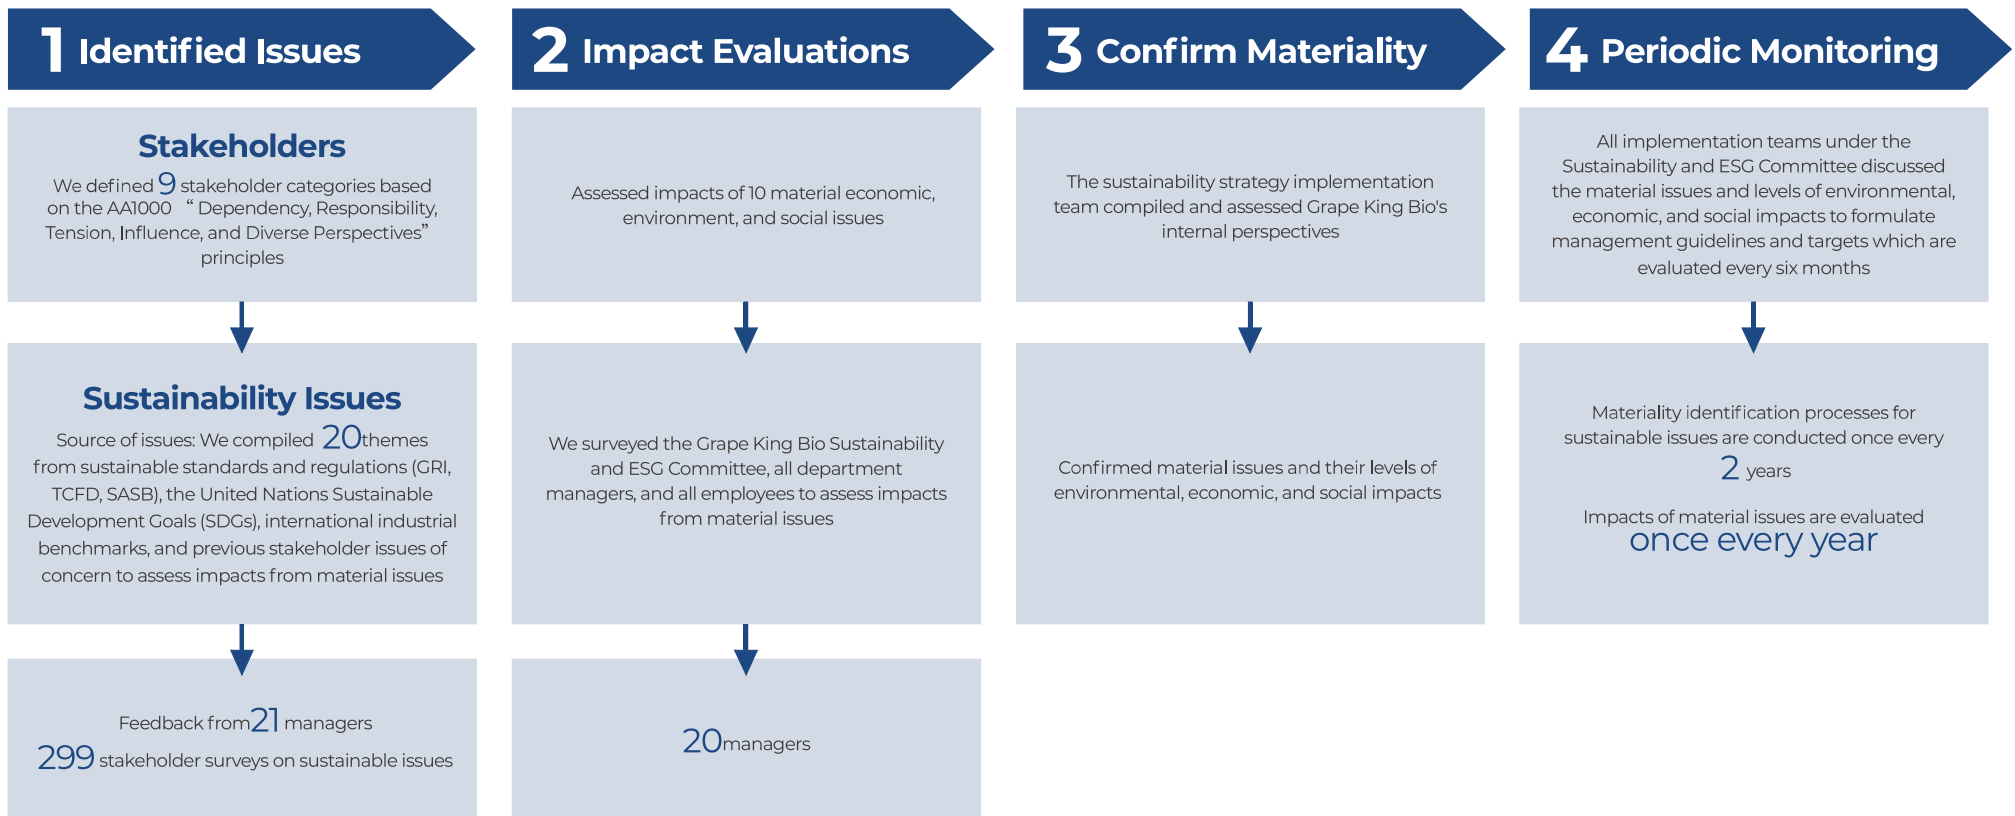 1 Identified Issues
Stakeholders
We defined 9 stakeholder categories based
on the AA1000 “ Dependency, Responsibility,
Tension, Influence, and Diverse Perspectives”
principles
Sustainability Issues
Source of issues: We compiled 20themes
from sustainable standards and regulations (GRI,
TCFD, SASB), the United Nations Sustainable
Development Goals (SDGs), international industrial
benchmarks, and previous stakeholder issues of
concern to assess impacts from material issues
Feedback from21 managers
299 stakeholder surveys on sustainable issues
2 Impact Evaluations
Assessed impacts of 10 material economic,
environment, and social issues
We surveyed the Grape King Bio Sustainability
and ESG Committee, all department
managers, and all employees to assess impacts
from material issues
20managers
3 Confirm Materiality
The sustainability strategy implementation
team compiled and assessed Grape King Bio's
internal perspectives
Confirmed material issues and their levels of
environmental, economic, and social impacts
4 Periodic Monitoring
All implementation teams under the
Sustainability and ESG Committee discussed
the material issues and levels of environmental,
economic, and social impacts to formulate
management guidelines and targets which are
evaluated every six months
Materiality identification processes for
sustainable issues are conducted once every
2 years
Impacts of material issues are evaluated
once every year